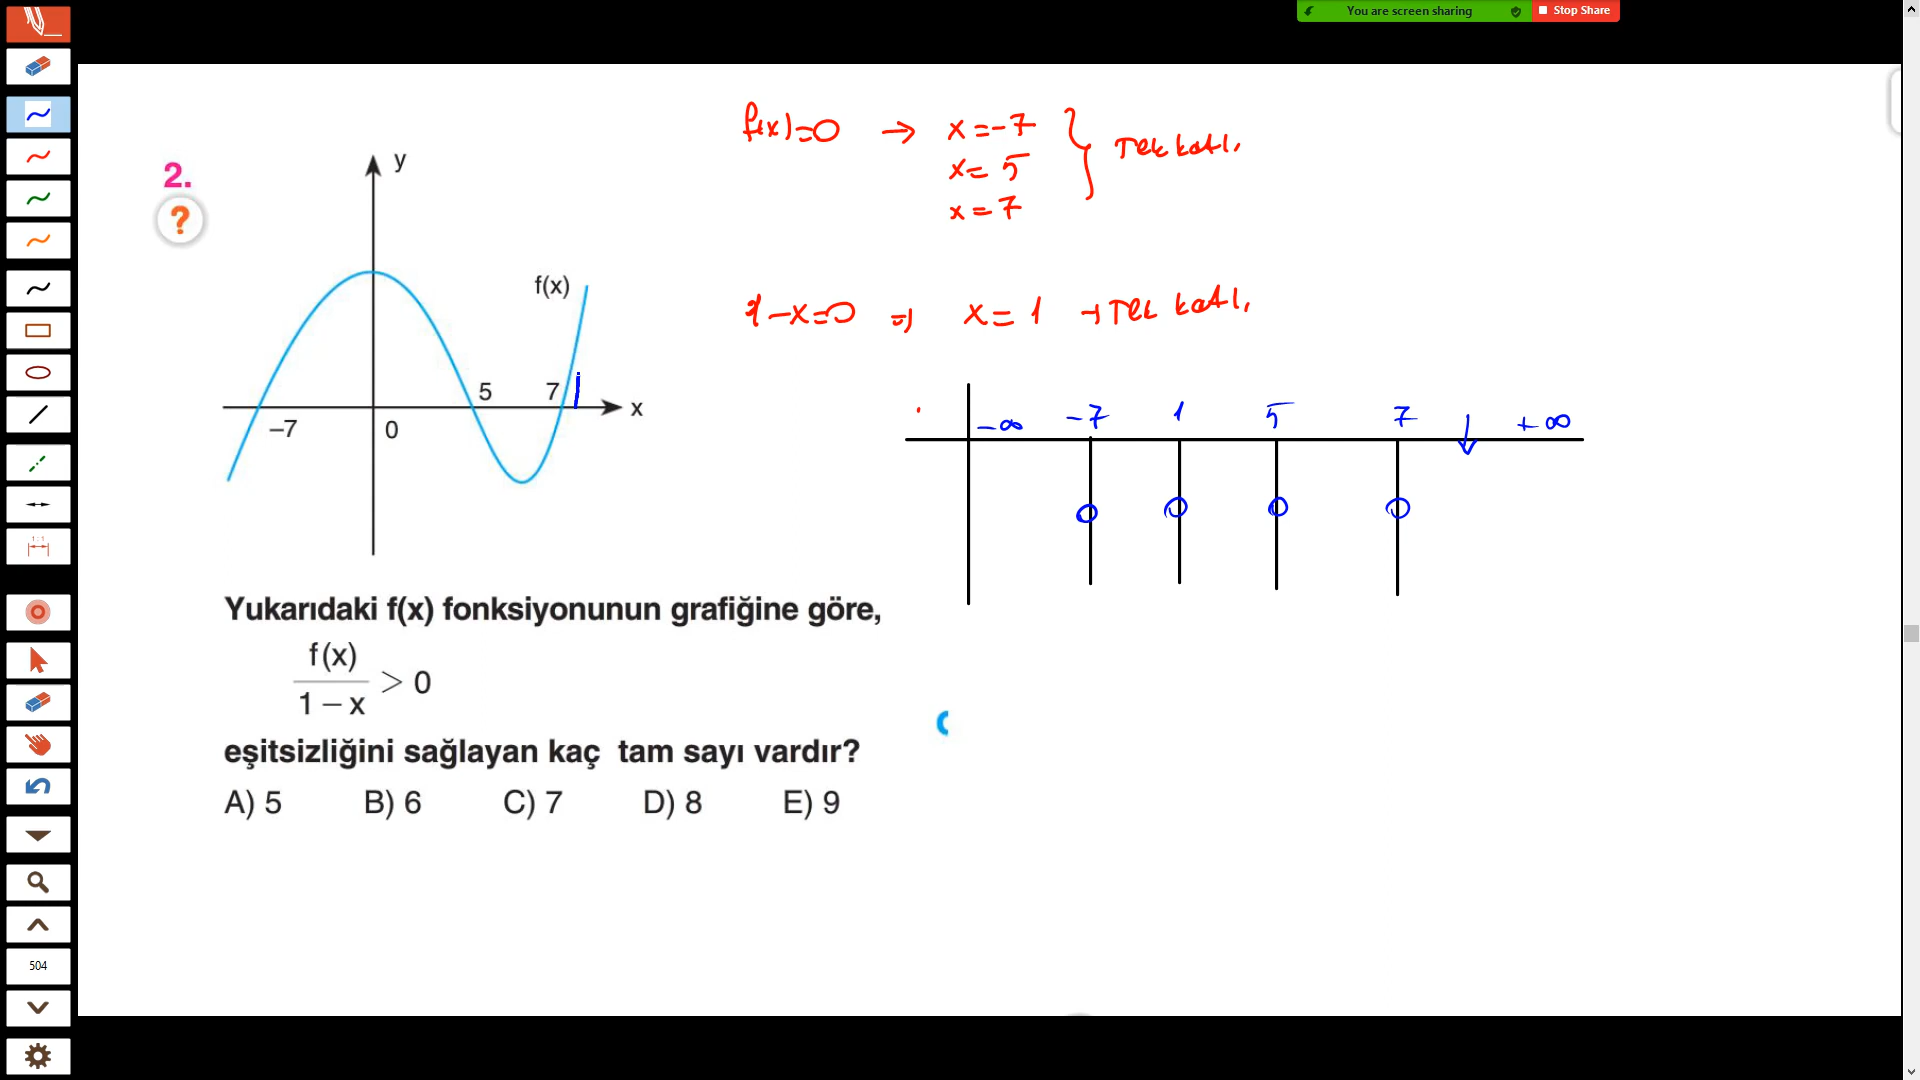 You are screen sharing
Stop Share
2.
?
y
f(x)
5
7
x
-7
0
f(x)=0 → x=-7
x=5
x=7
Tek katlı
1-x=0 ⇒ x=1 → Tek katlı
-∞ -7 1 5 7 +∞
Yukarıdaki f(x) fonksiyonunun grafiğine göre,
f(x)
1 – x
> 0
eşitsizliğini sağlayan kaç tam sayı vardır?
A) 5 B) 6 C) 7 D) 8 E) 9
1:1
504